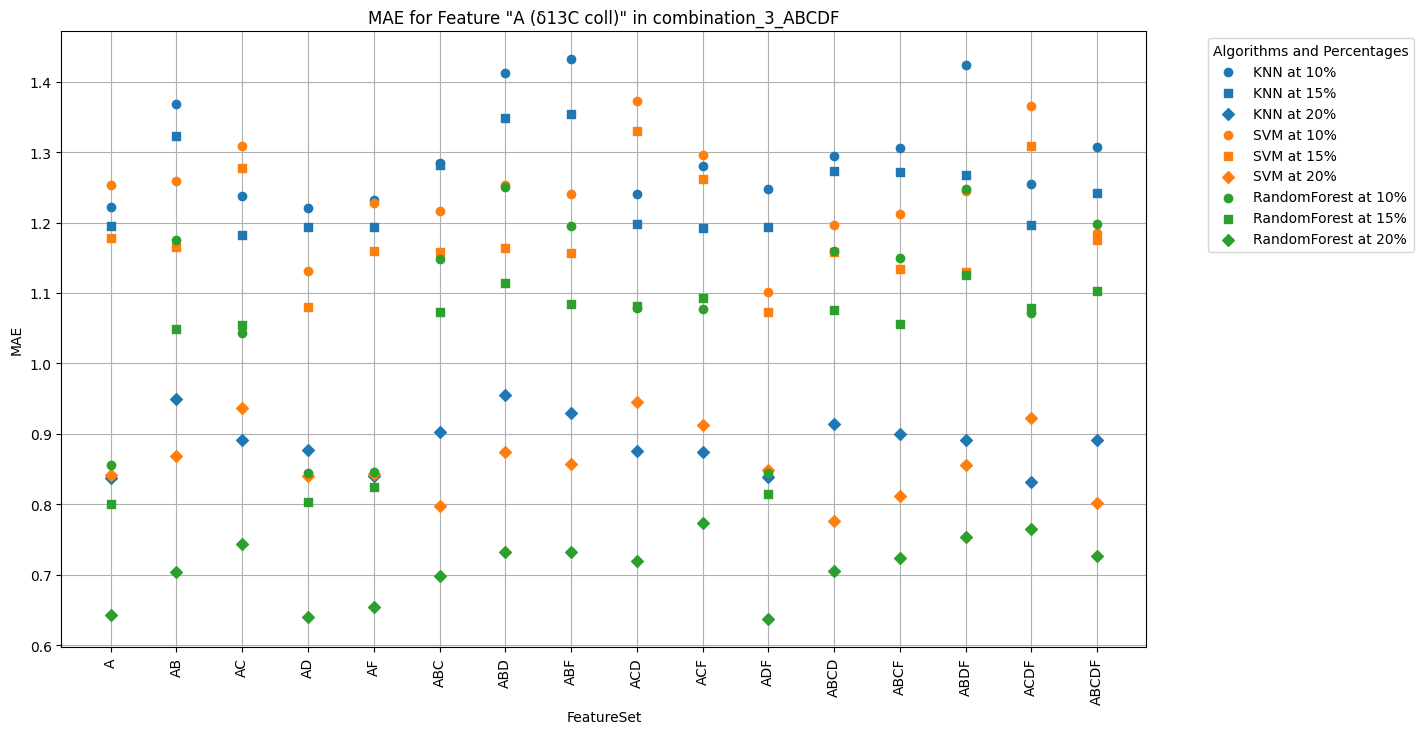 MAE for Feature "A (δ13C coll)" in combination_3_ABCDF
Algorithms and Percentages
KNN at 10%
KNN at 15%
KNN at 20%
SVM at 10%
SVM at 15%
SVM at 20%
RandomForest at 10%
RandomForest at 15%
RandomForest at 20%
MAE
1.4
1.3
1.2
1.1
1.0
0.9
0.8
0.7
0.6
A
AB
AC
AD
AF
ABC
ABD
ABF
ACD
ACF
ADF
ABCD
ABCF
ABDF
ACDF
ABCDF
FeatureSet